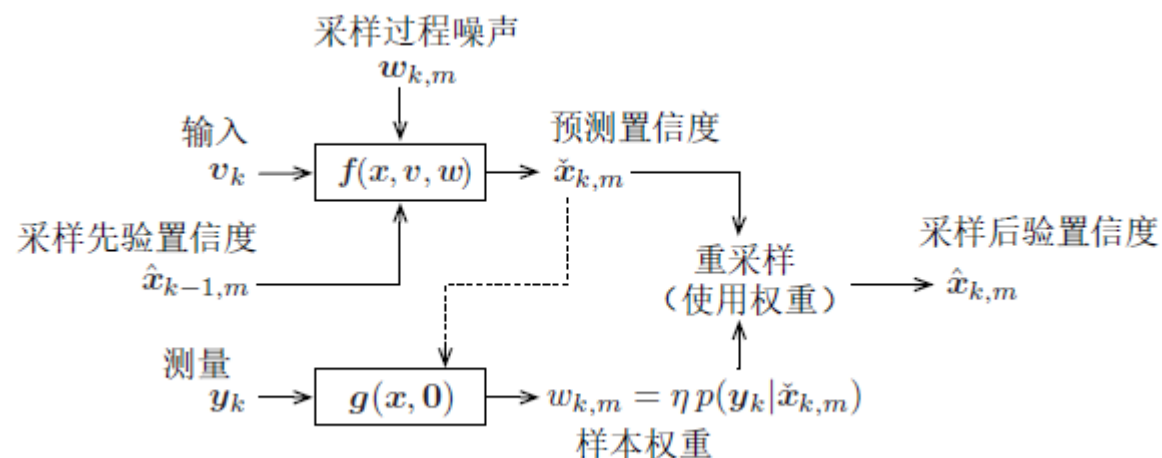 采样过程噪声
w_{k,m}
输入
v_k
f(x, v, w)
预测置信度
x̌_{k,m}
采样先验置信度
x̂_{k−1,m}
重采样
（使用权重）
采样后验置信度
x̂_{k,m}
测量
y_k
g(x, 0)
w_{k,m} = η p(y_k|x̌_{k,m})
样本权重